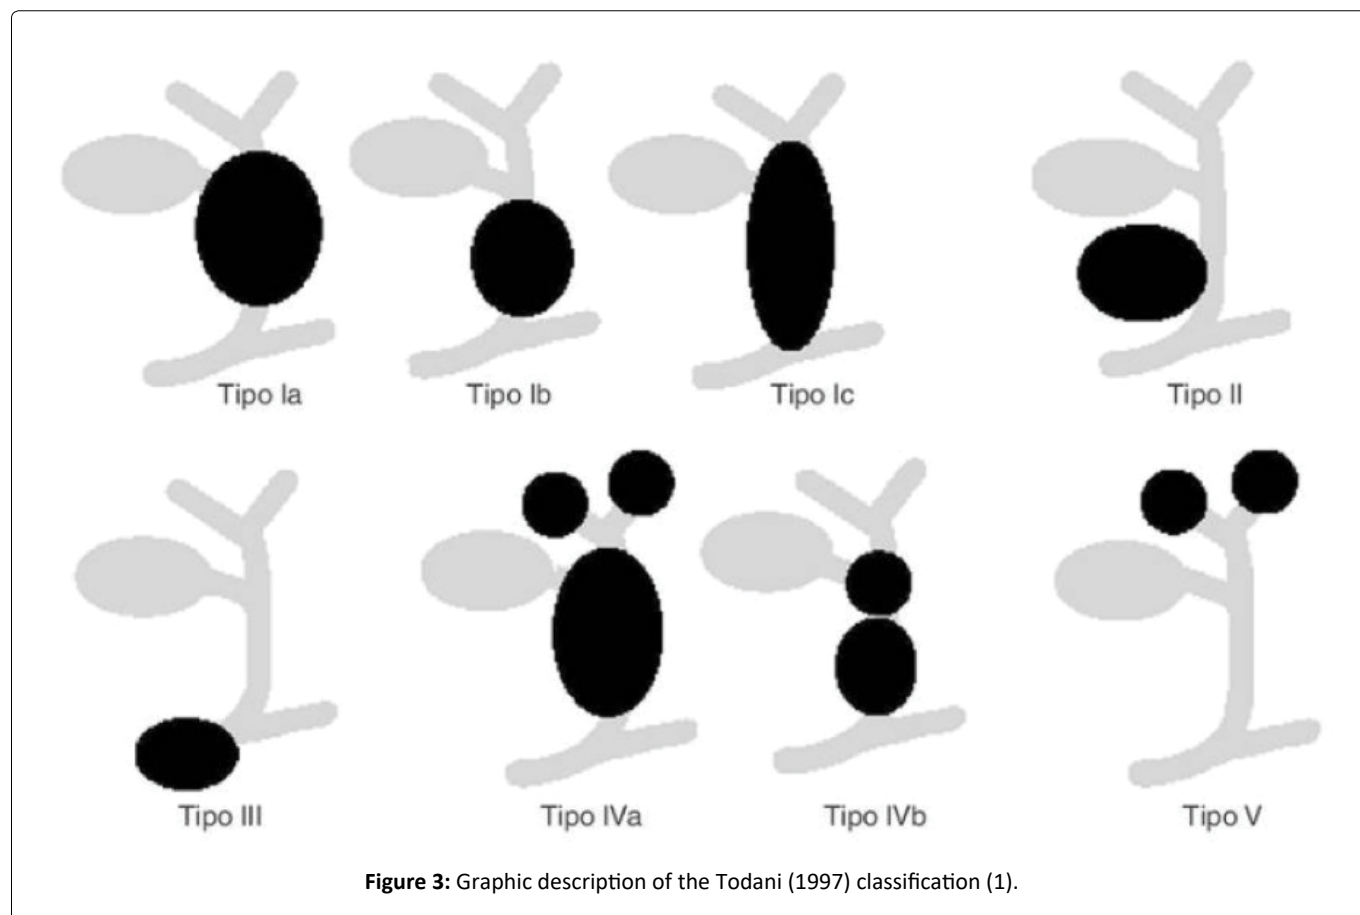 Tipo Ia
Tipo Ib
Tipo Ic
Tipo II
Tipo III
Tipo IVa
Tipo IVb
Tipo V
Figure 3: Graphic description of the Todani (1997) classification (1).